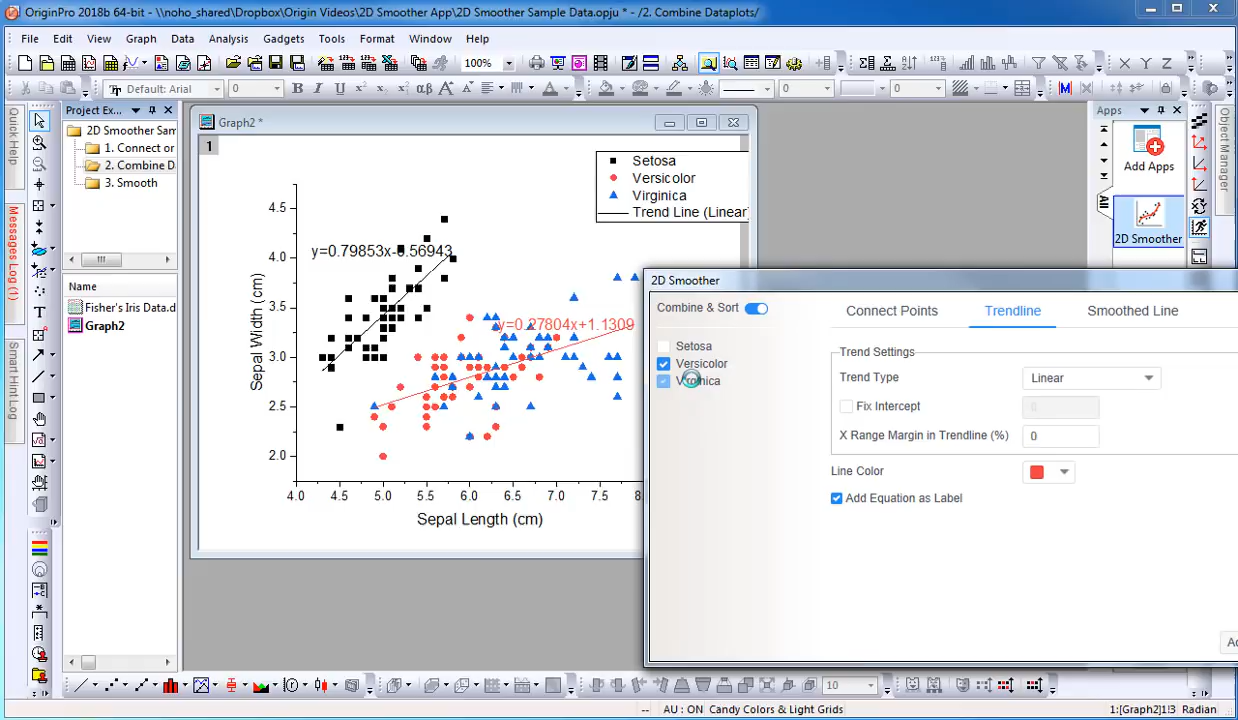 OriginPro 2018b 64-bit - \\noho_shared\Dropbox\Origin Videos\2D Smoother App\2D Smoother Sample Data.opju * - /2. Combine Dataplots/
File Edit View Graph Data Analysis Gadgets Tools Format Window Help
100%
Default: Arial 0 B I U 0 0
Project Ex...
2D Smoother Sam
1. Connect or
2. Combine Da
3. Smooth
Name
Fisher's Iris Data.d
Graph2
Quick Help
Messages Log (1)
Smart Hint Log
Graph2 *
1
Setosa
Versicolor
Virginica
Trend Line (Linear)
y=0.79853x-0.56943
y=0.27804x+1.1309
4.5
4.0
3.5
3.0
2.5
2.0
4.0 4.5 5.0 5.5 6.0 6.5 7.0 7.5 8
Sepal Width (cm)
Sepal Length (cm)
Apps
Add Apps
All
2D Smoother
Object Manager
2D Smoother
Combine & Sort
Setosa
Versicolor
Virginica
Connect Points Trendline Smoothed Line
Trend Settings
Trend Type Linear
Fix Intercept 0
X Range Margin in Trendline (%) 0
Line Color
Add Equation as Label
10
-- AU : ON Candy Colors & Light Grids 1:[Graph2]1!3 Radian